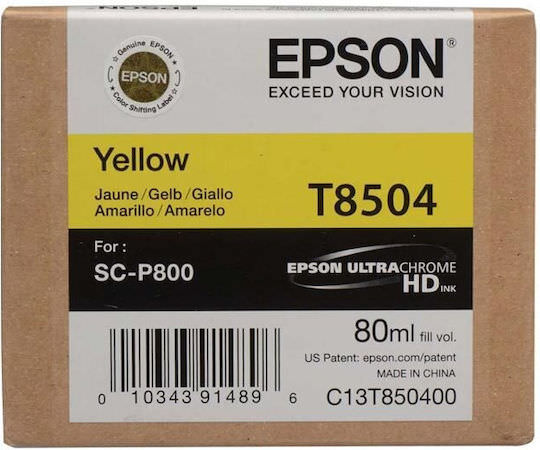 Genuine EPSON
EPSON
Color Shifting Label
EPSON®
EXCEED YOUR VISION
Yellow
Jaune/Gelb/Giallo
Amarillo/Amarelo
T8504
For :
SC-P800
EPSON ULTRACHROME
HD INK
80ml fill vol.
US Patent: epson.com/patent
MADE IN CHINA
C13T850400
0 10343 91489 6